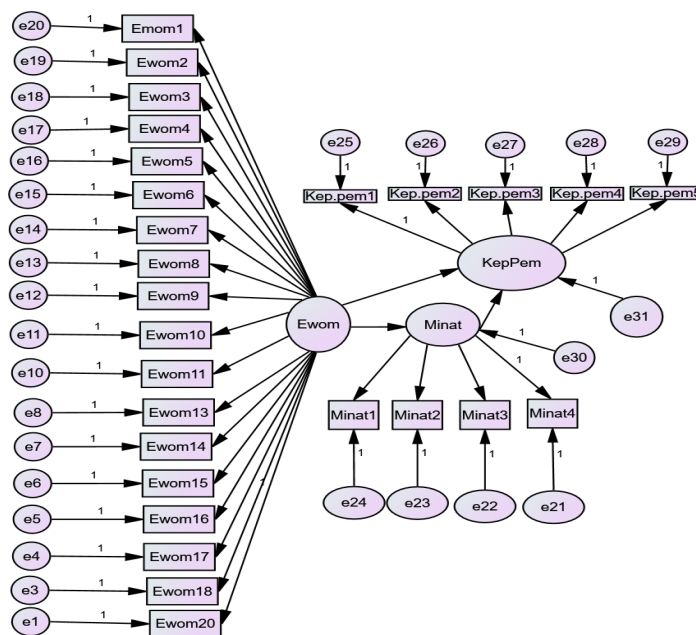 e20 1 Emom1
e19 1 Ewom2
e18 1 Ewom3
e17 1 Ewom4
e16 1 Ewom5
e15 1 Ewom6
e14 1 Ewom7
e13 1 Ewom8
e12 1 Ewom9
e11 1 Ewom10
e10 1 Ewom11
e8 1 Ewom13
e7 1 Ewom14
e6 1 Ewom15
e5 1 Ewom16
e4 1 Ewom17
e3 1 Ewom18
e1 1 Ewom20
1
Ewom
e25 e26 e27 e28 e29
1 1 1 1 1
Kep.pem1 Kep.pem2 Kep.pem3 Kep.pem4 Kep.pem5
1
KepPem
1
e31
Minat
1
e30
1
Minat1 Minat2 Minat3 Minat4
1 1 1 1
e24 e23 e22 e21